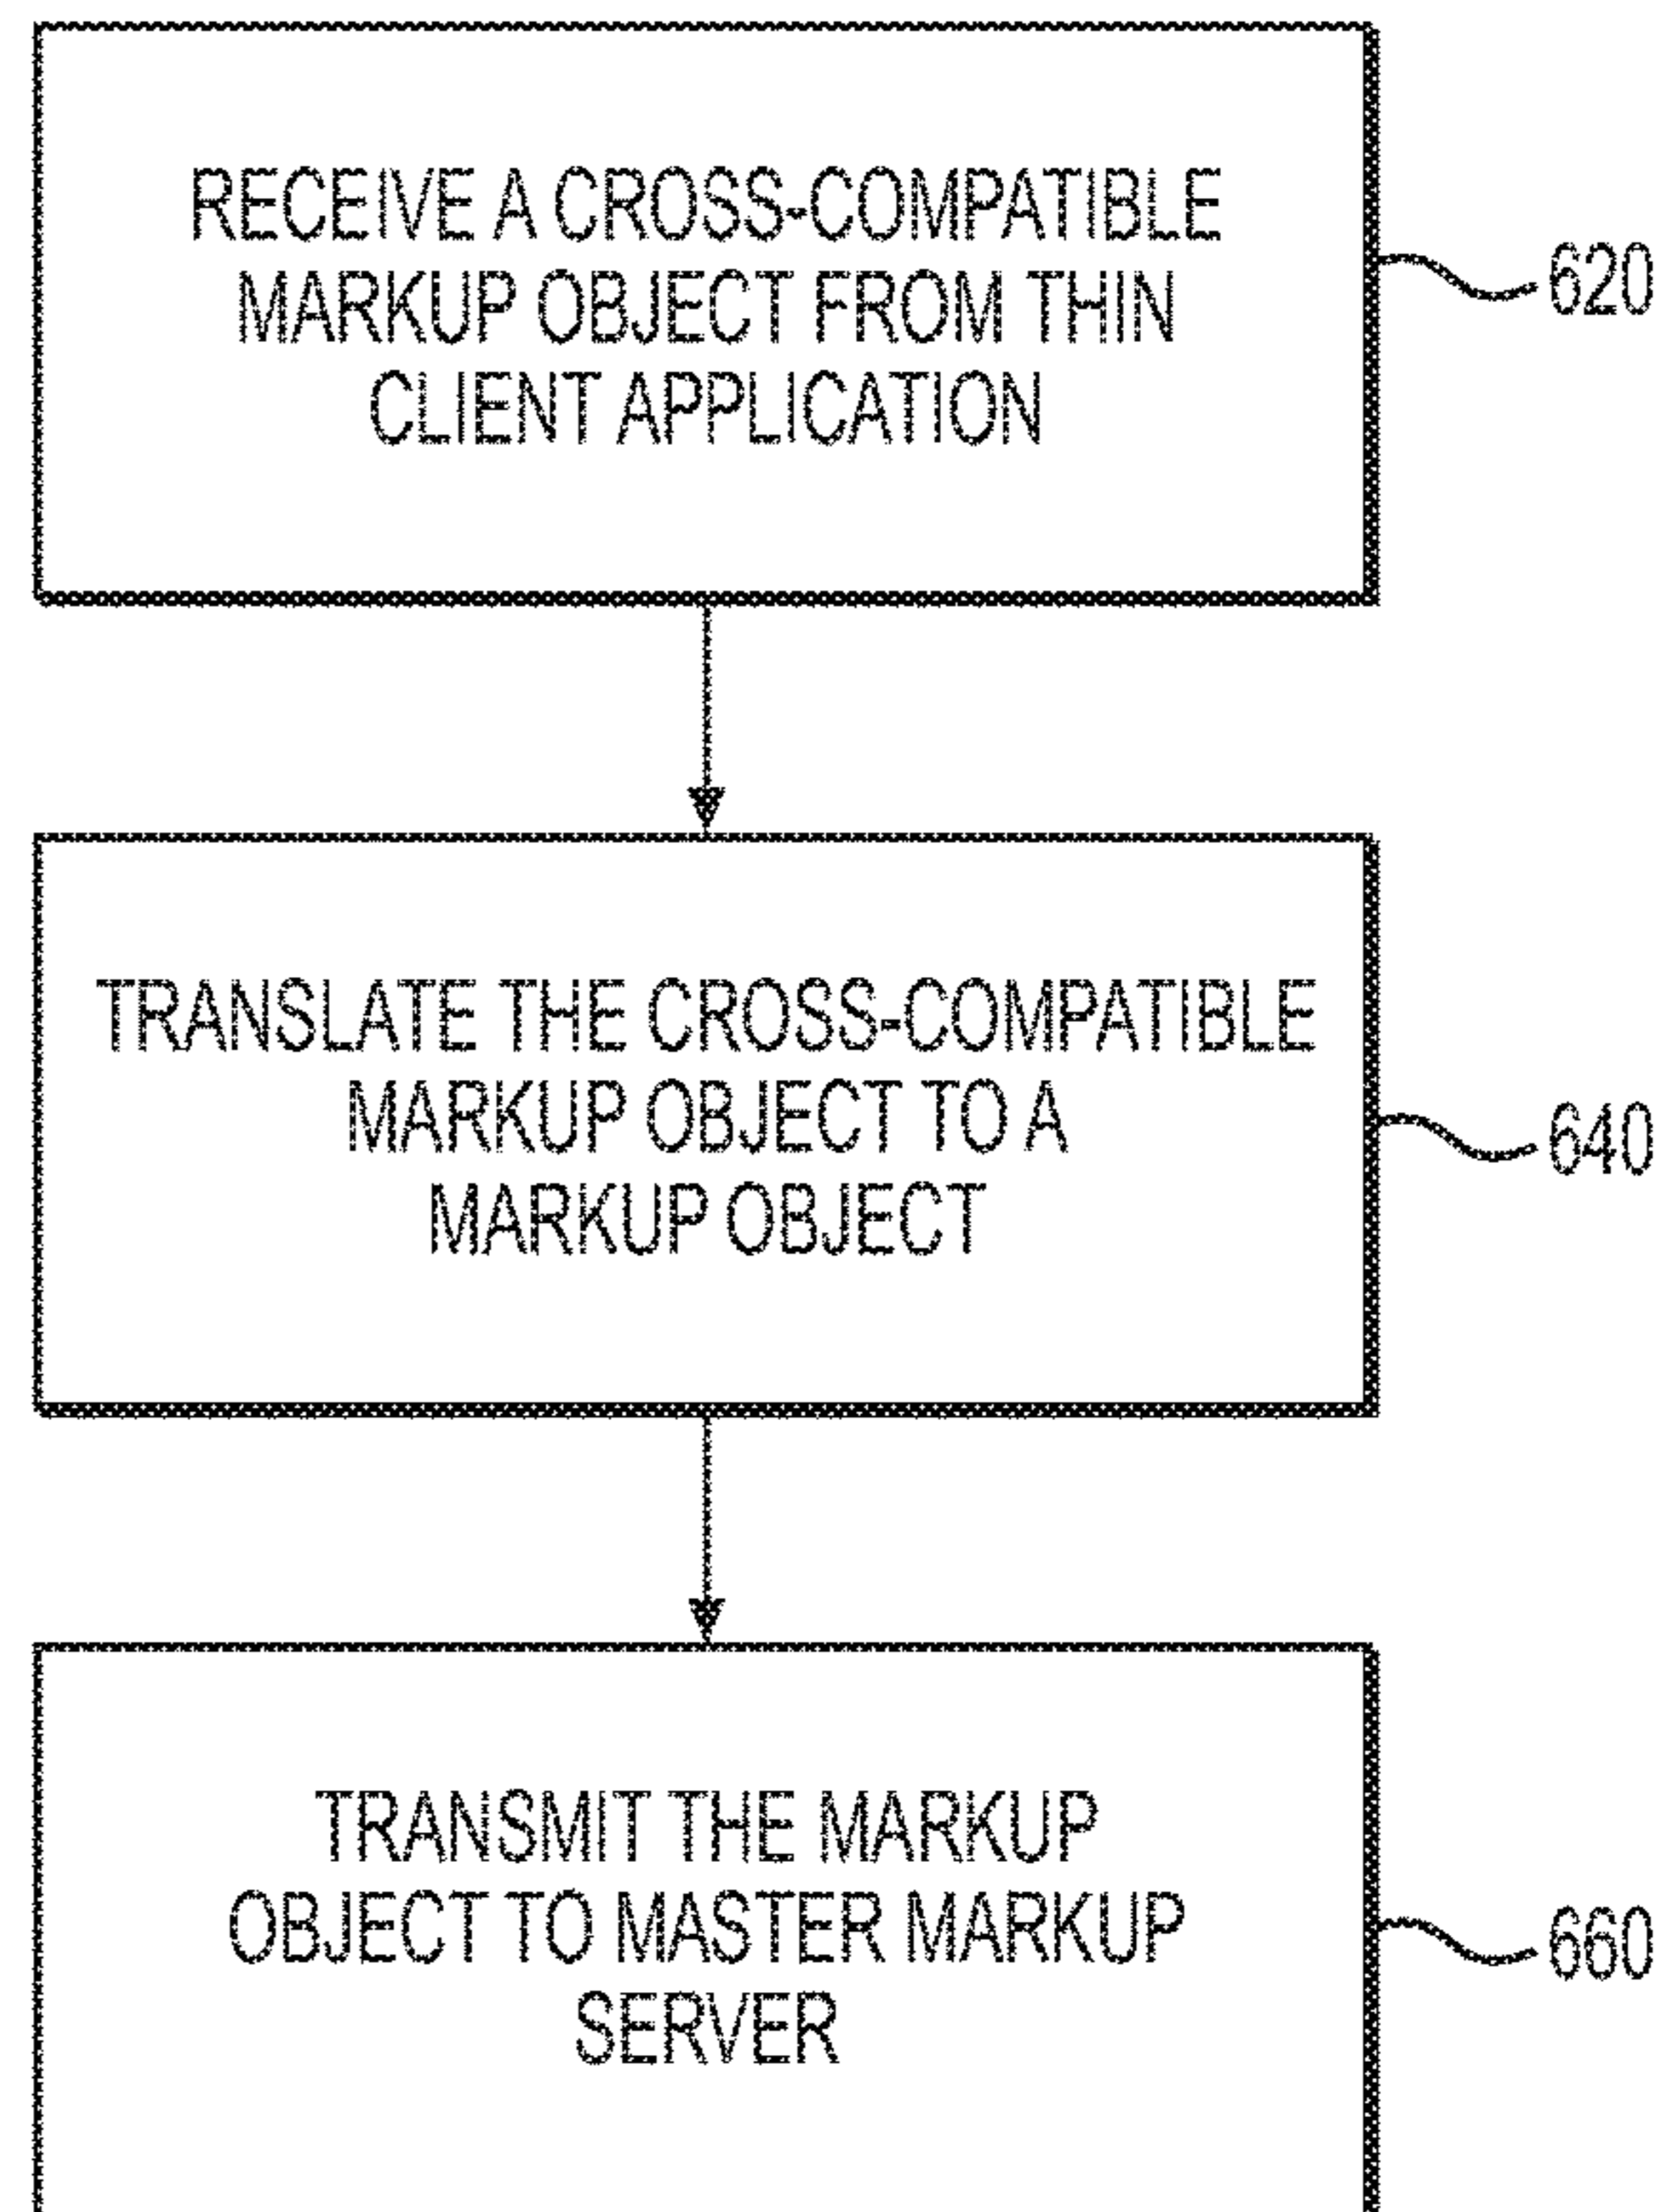 RECEIVE A CROSS-COMPATIBLE
MARKUP OBJECT FROM THIN
CLIENT APPLICATION
620
TRANSLATE THE CROSS-COMPATIBLE
MARKUP OBJECT TO A
MARKUP OBJECT
640
TRANSMIT THE MARKUP
OBJECT TO MASTER MARKUP
SERVER
660